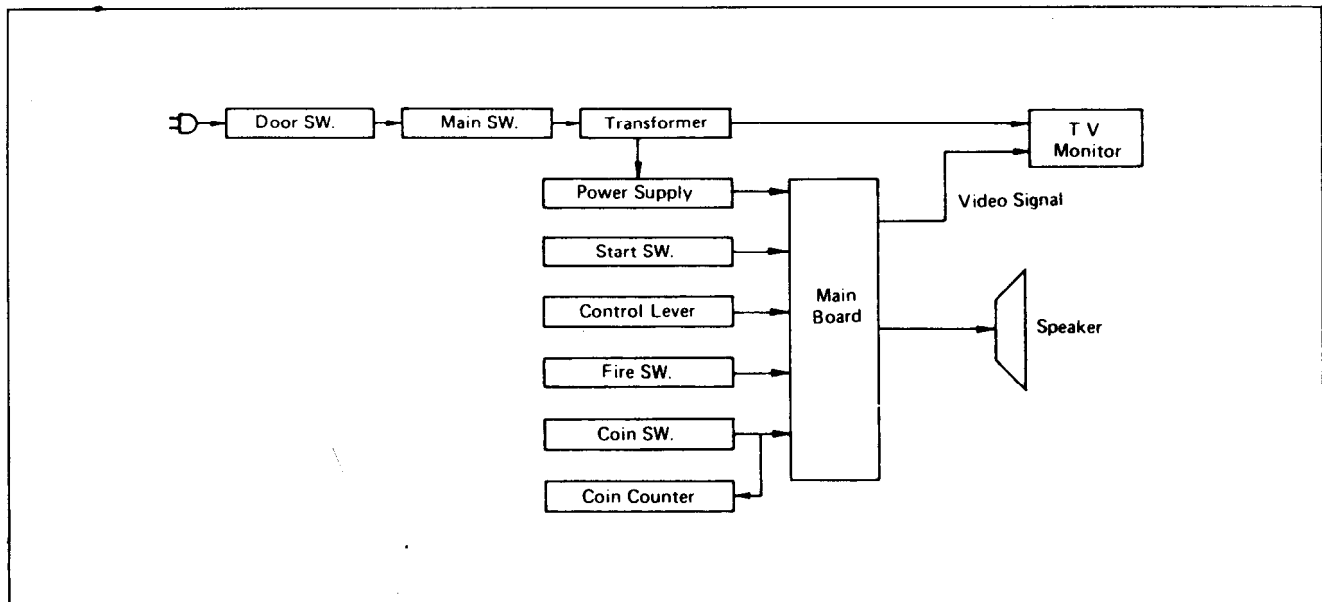 Door SW.
Main SW.
Transformer
T V
Monitor
Power Supply
Video Signal
Start SW.
Main
Board
Control Lever
Speaker
Fire SW.
Coin SW.
Coin Counter